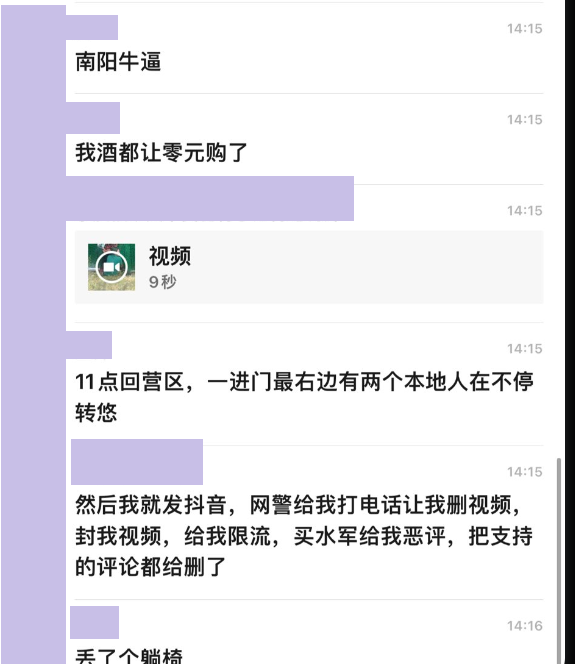 14:15
南阳牛逼
14:15
我酒都让零元购了
14:15
视频
9秒
14:15
11点回营区，一进门最右边有两个本地人在不停
转悠
14:15
然后我就发抖音，网警给我打电话让我删视频，
封我视频，给我限流，买水军给我恶评，把支持
的评论都给删了
14:16
丢了个躺椅